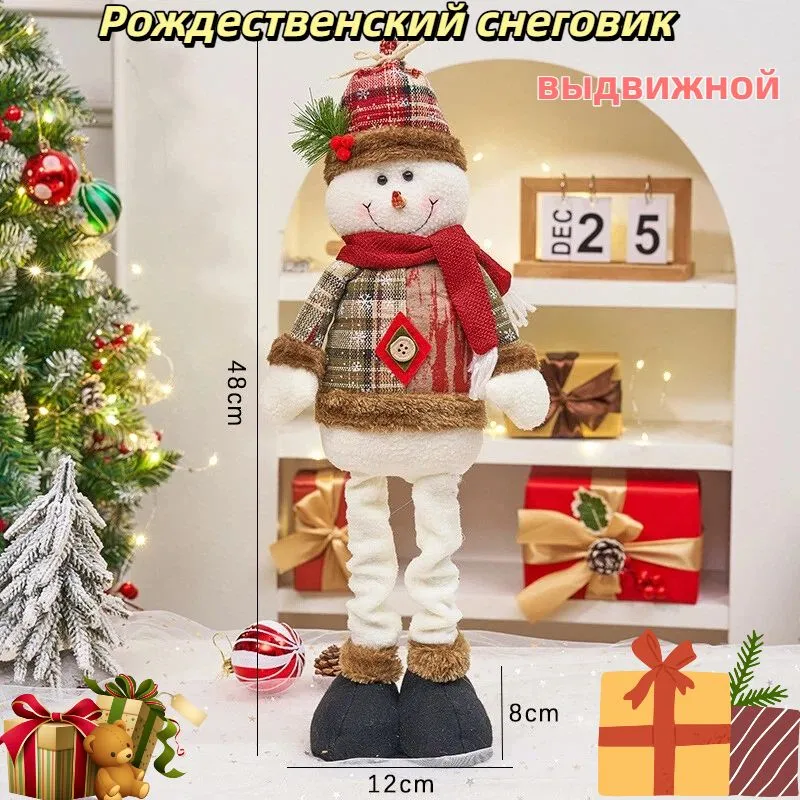 Рождественский снеговик
выдвижной
DEC 2 5
48cm
8cm
12cm